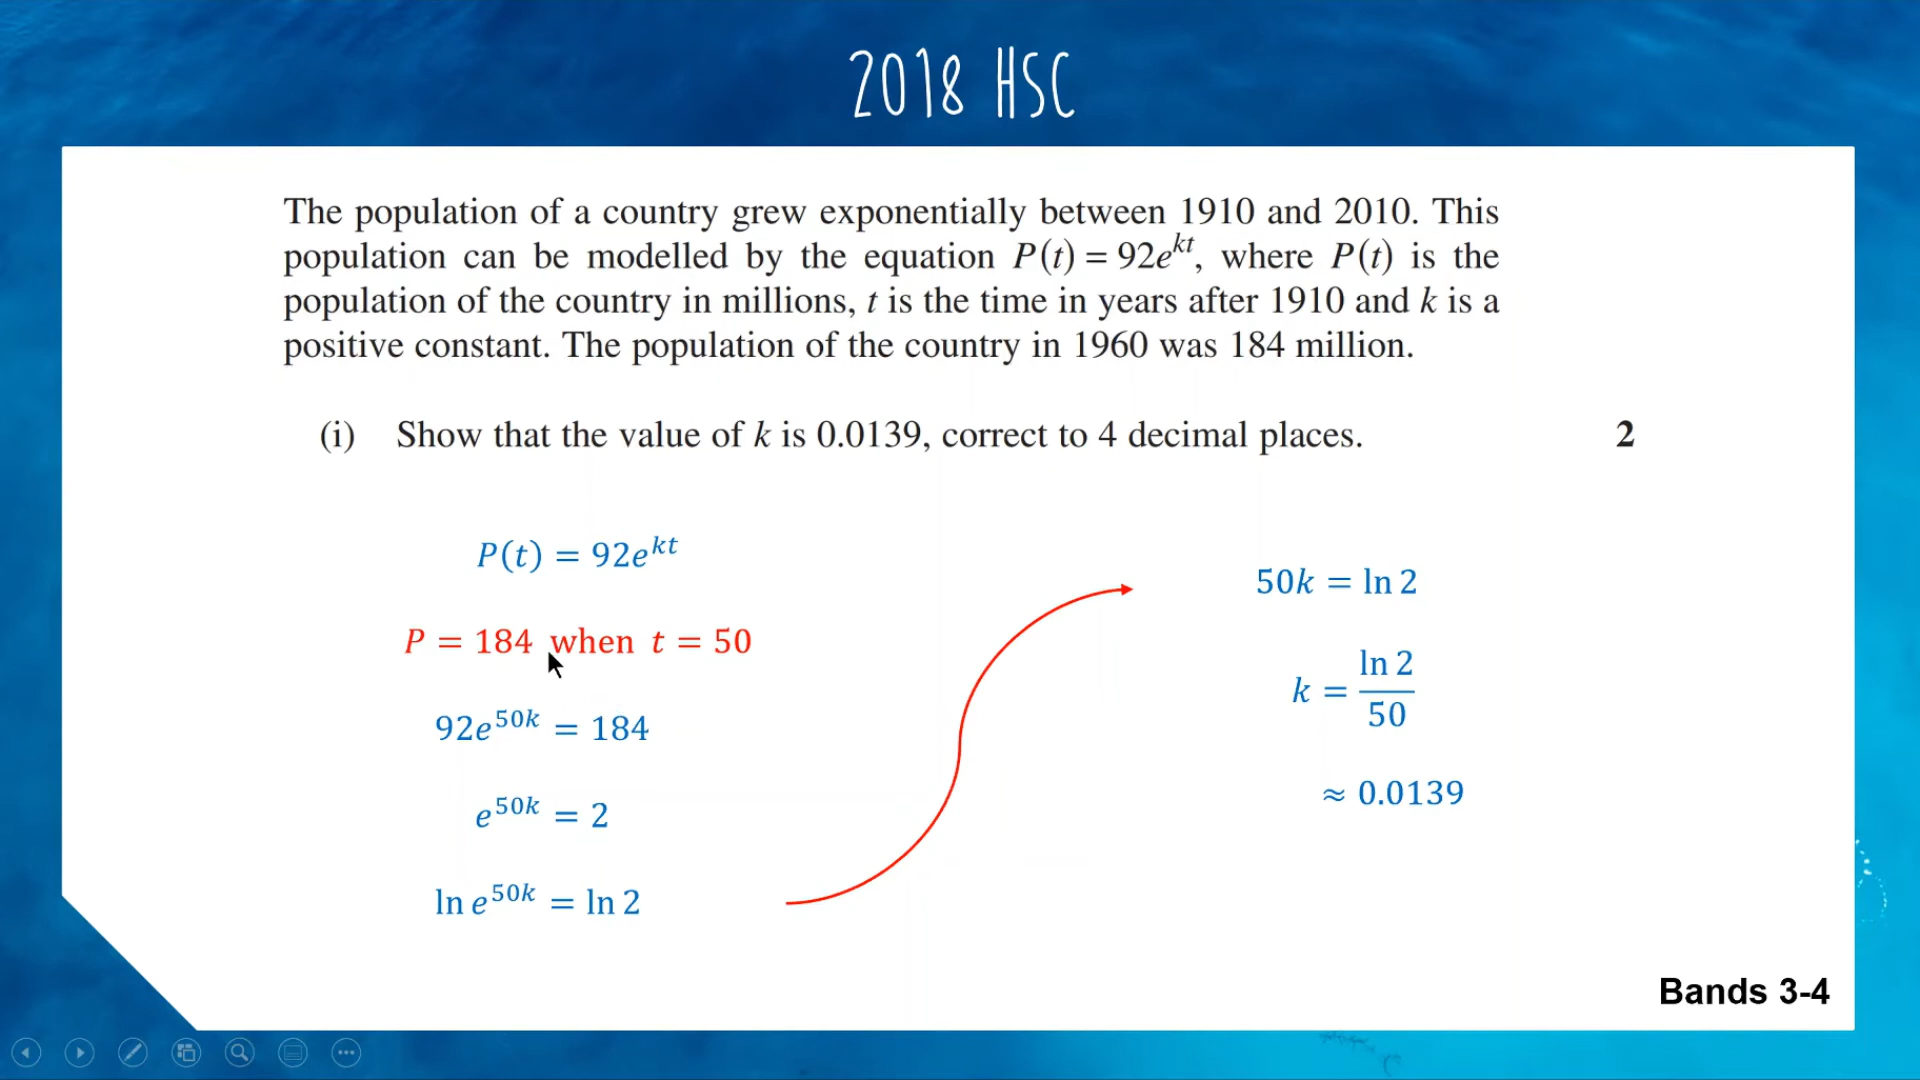 2018 HSC
The population of a country grew exponentially between 1910 and 2010. This
population can be modelled by the equation P(t) = 92e^{kt}, where P(t) is the
population of the country in millions, t is the time in years after 1910 and k is a
positive constant. The population of the country in 1960 was 184 million.
(i) Show that the value of k is 0.0139, correct to 4 decimal places. 2
P(t) = 92e^{kt}
P = 184 when t = 50
92e^{50k} = 184
e^{50k} = 2
ln e^{50k} = ln 2
50k = ln 2
k = \frac{ln 2}{50}
≈ 0.0139
Bands 3-4